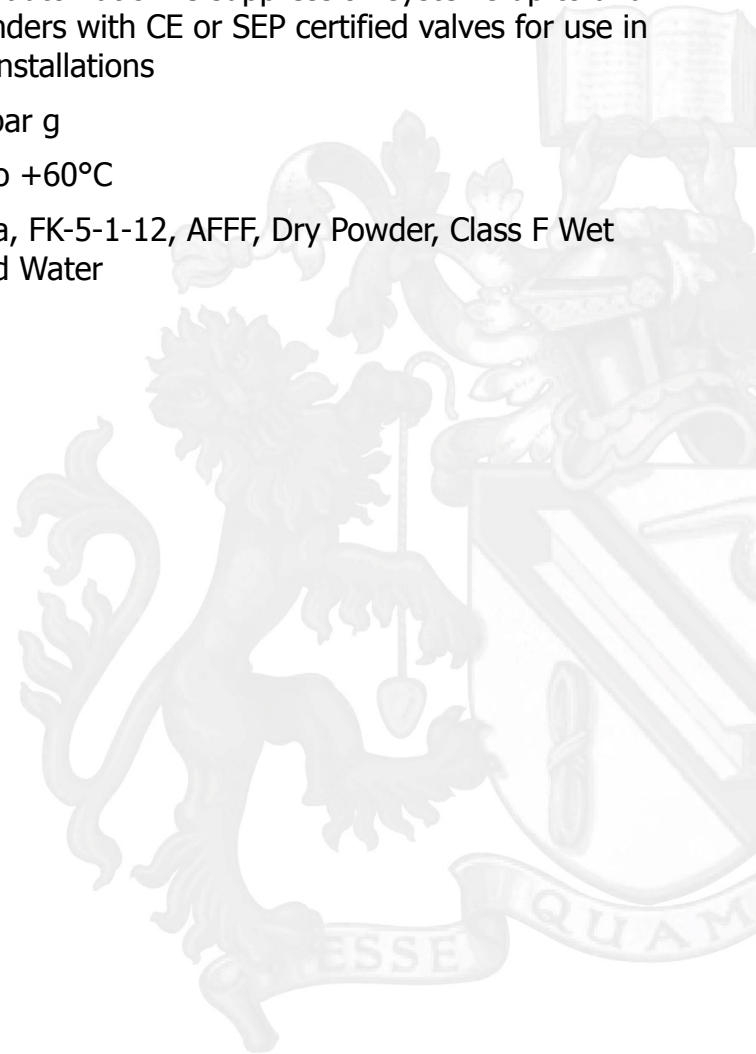 nders with CE or SEP certified valves for use in
nstallations
bar g
o +60°C
a, FK-5-1-12, AFFF, Dry Powder, Class F Wet
d Water
ESSE
QUAM